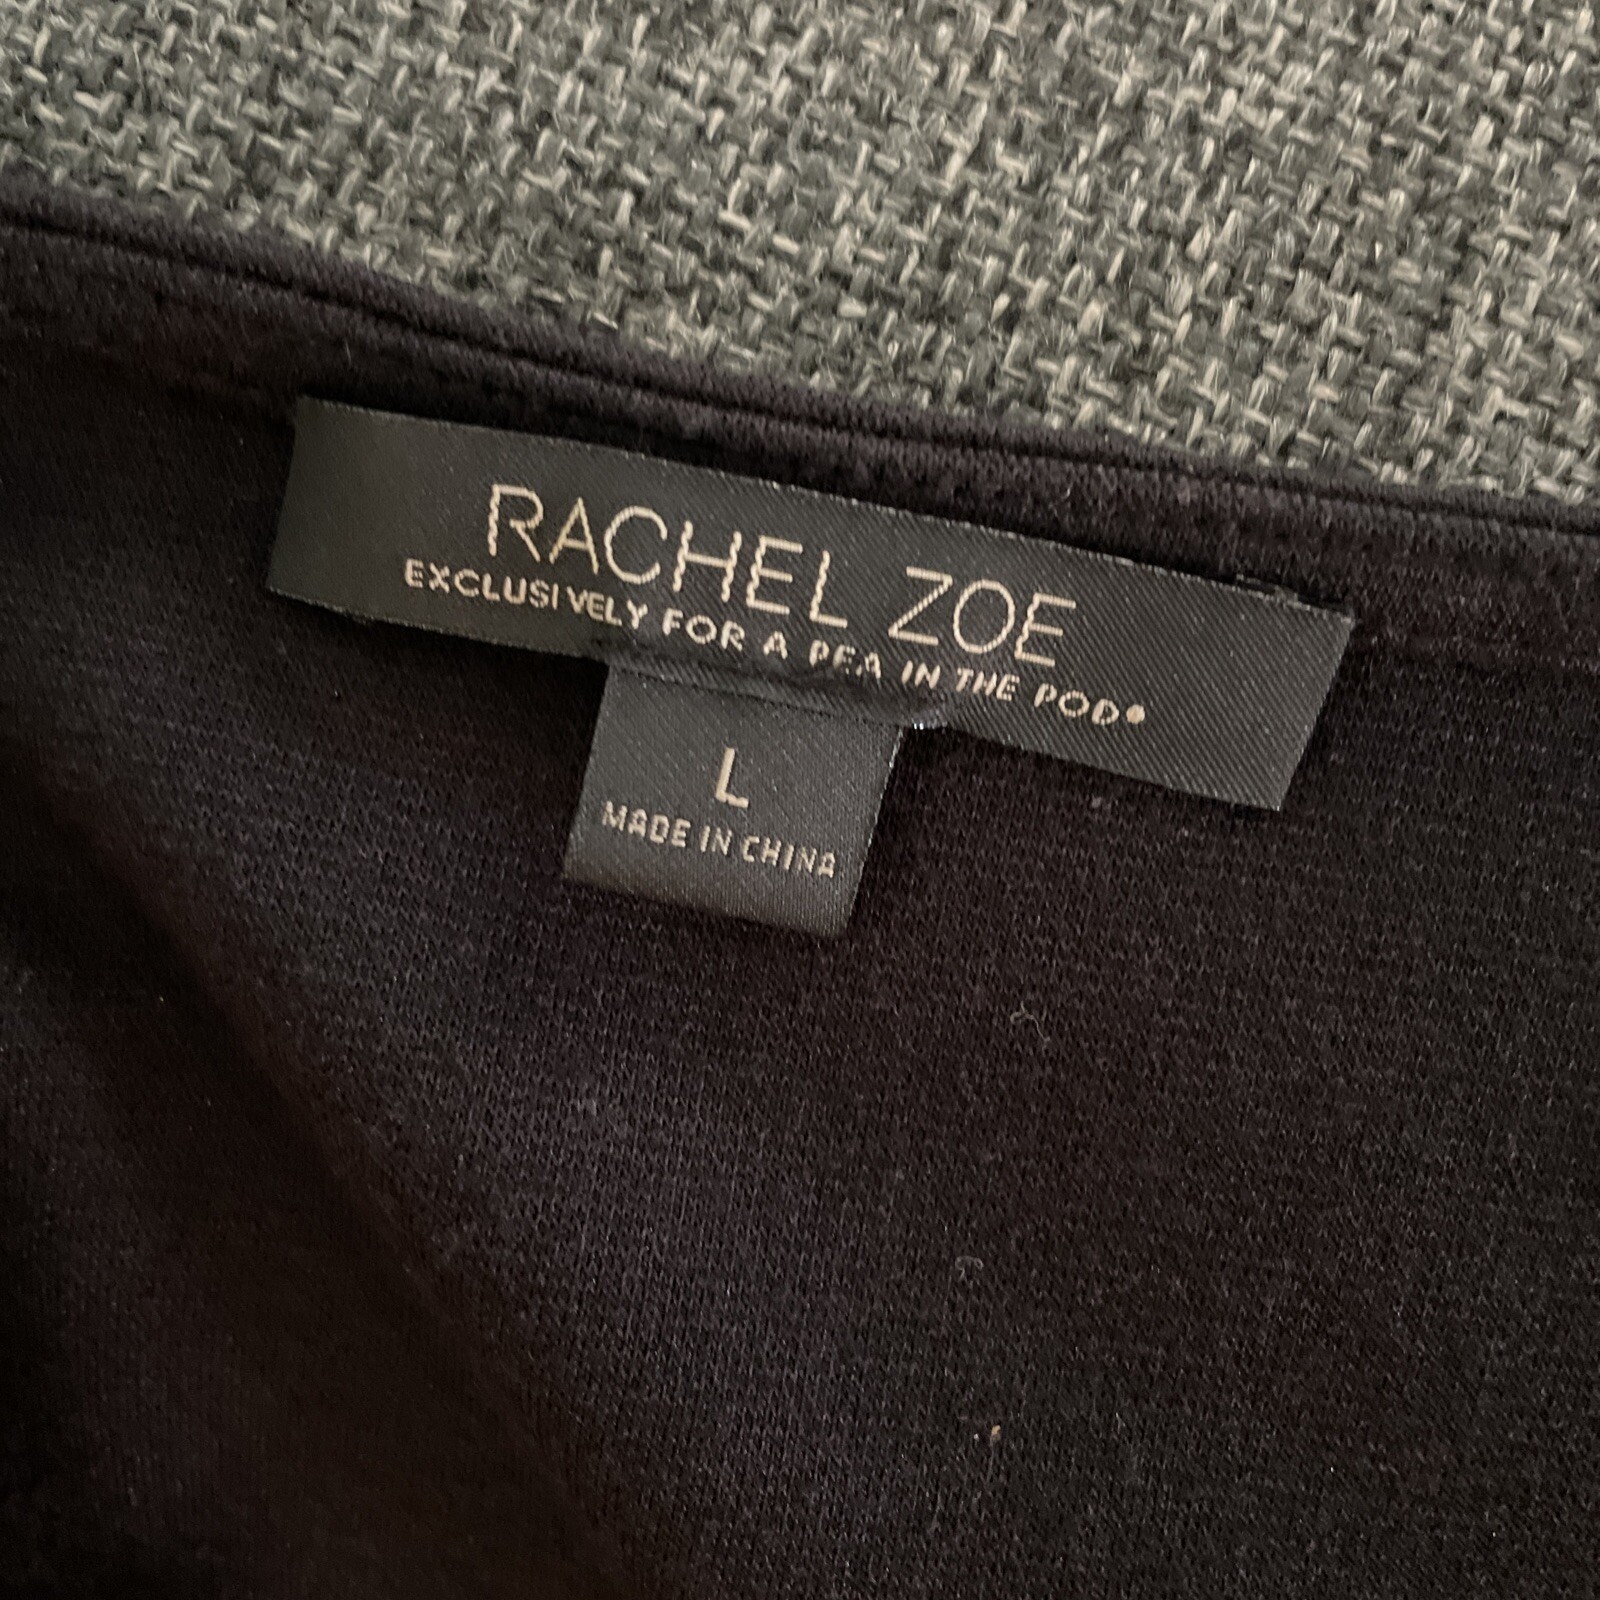 RACHEL ZOE
EXCLUSIVELY FOR A PEA IN THE POD®
L
MADE IN CHINA